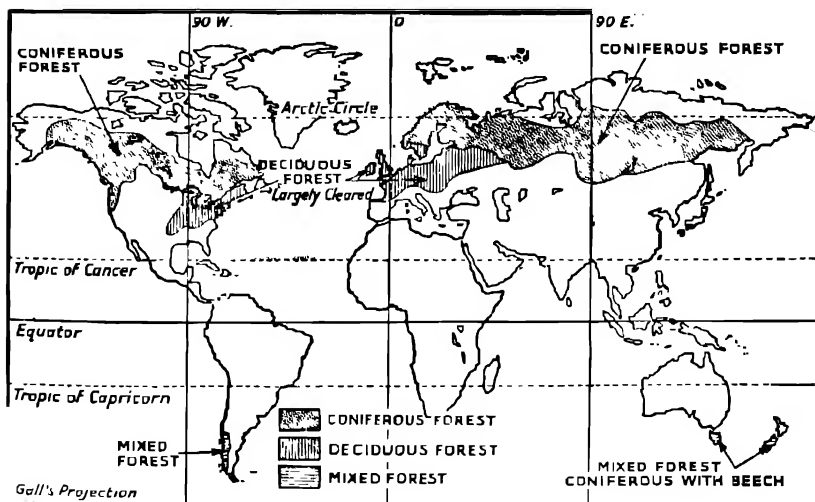 90 W.
0
90 E.
CONIFEROUS
FOREST
CONIFEROUS FOREST
Arctic Circle
DECIDUOUS
FOREST
Largely Cleared
Tropic of Cancer
Equator
Tropic of Capricorn
CONIFEROUS FOREST
DECIDUOUS FOREST
MIXED FOREST
MIXED
FOREST
MIXED FOREST
CONIFEROUS WITH BEECH
Gall's Projection